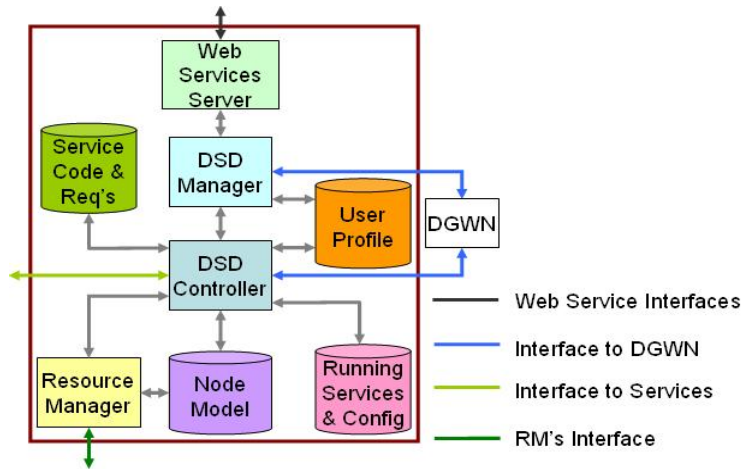 Web
Services
Server
Service
Code &
Req's
DSD
Manager
User
Profile
DGWN
DSD
Controller
Web Service Interfaces
Interface to DGWN
Resource
Manager
Node
Model
Running
Services
& Config
Interface to Services
RM's Interface